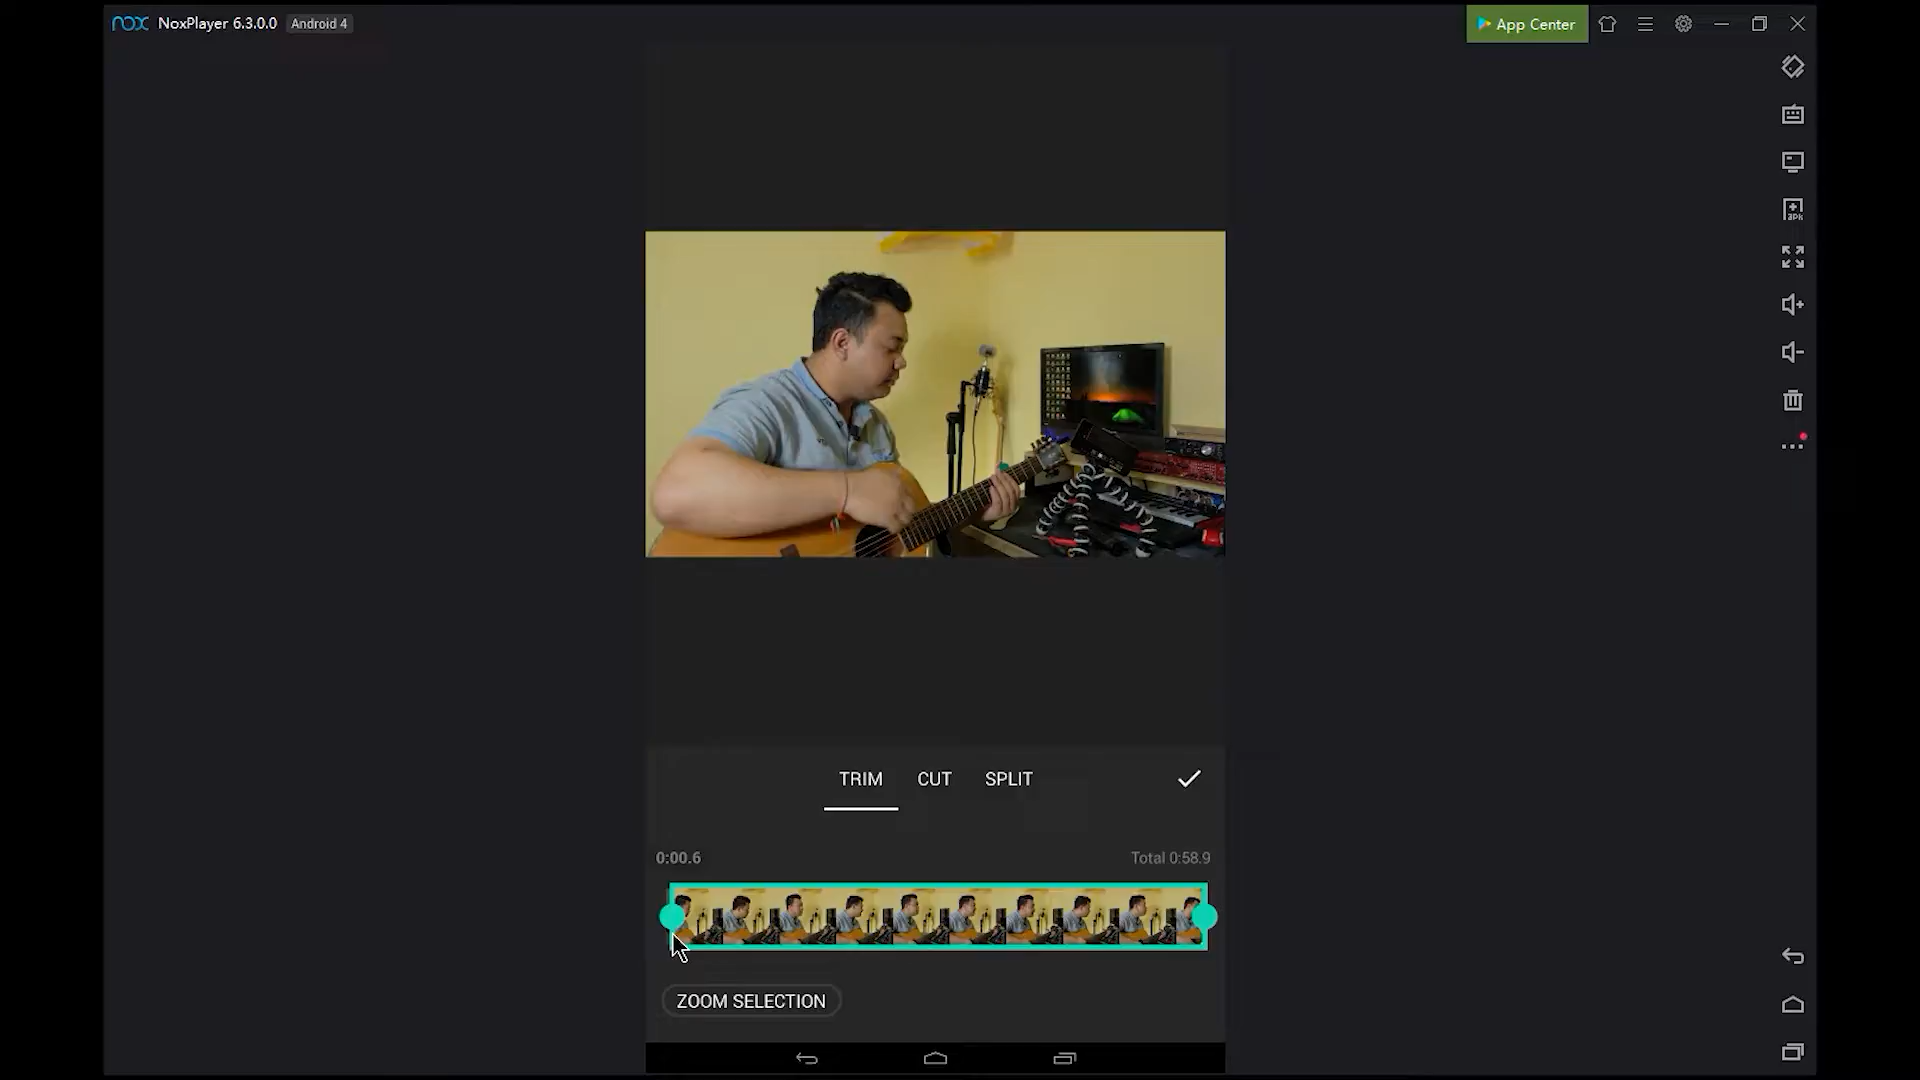 nox NoxPlayer 6.3.0.0 Android 4
App Center
TRIM CUT SPLIT
0:00.6 Total 0:58.9
ZOOM SELECTION